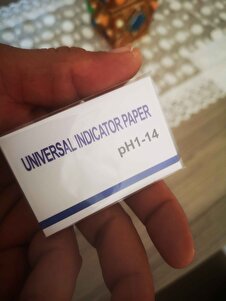 UNIVERSAL INDICATOR PAPER
pH1-14